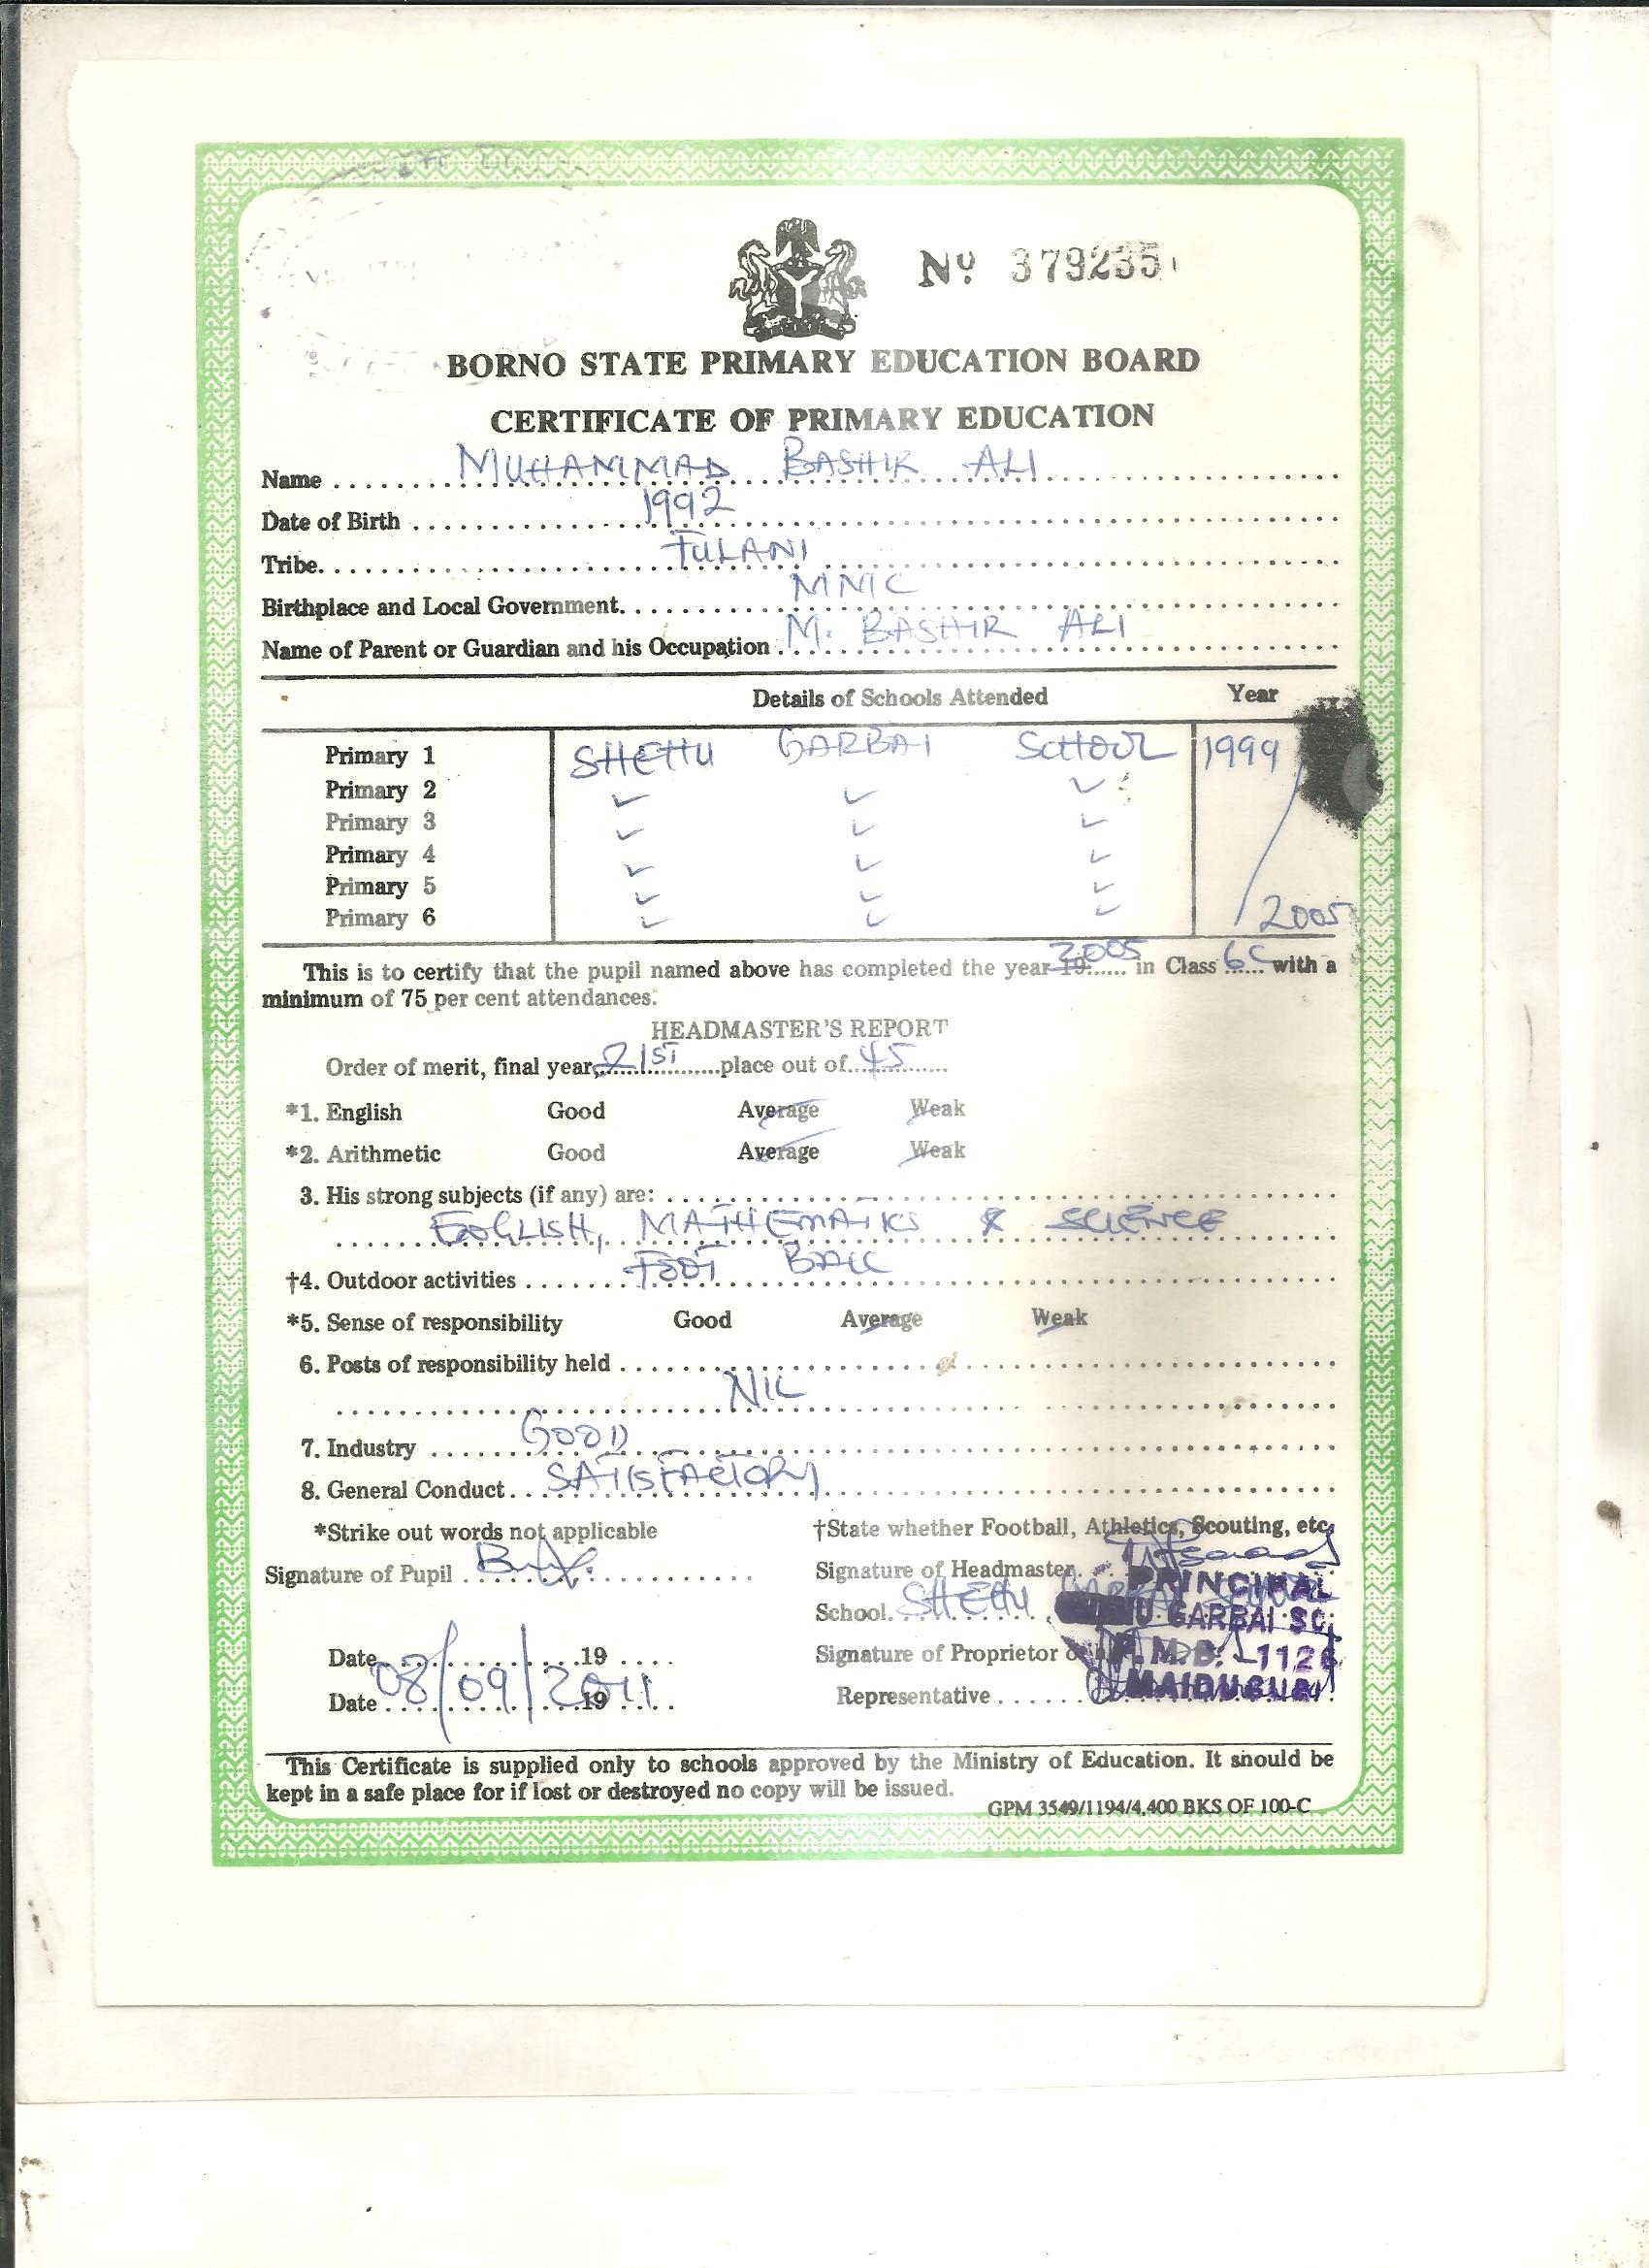 Nº 379235
BORNO STATE PRIMARY EDUCATION BOARD
CERTIFICATE OF PRIMARY EDUCATION
Name MUHAMMAD BASHIR ALI
Date of Birth 1992
Tribe FULANI
Birthplace and Local Government MMC
Name of Parent or Guardian and his Occupation M. BASHIR ALI
Details of Schools Attended Year
Primary 1 SHEHU GARBAI SCHOOL 1999
Primary 2
Primary 3
Primary 4
Primary 5
Primary 6 2005
This is to certify that the pupil named above has completed the year 19 2005 in Class 6C with a
minimum of 75 per cent attendances.
HEADMASTER'S REPORT
Order of merit, final year 21ST place out of 45
*1. English Good Average Weak
*2. Arithmetic Good Average Weak
3. His strong subjects (if any) are:
ENGLISH, MATHEMATICS & SCIENCE
†4. Outdoor activities FOOT BALL
*5. Sense of responsibility Good Average Weak
6. Posts of responsibility held
NIL
7. Industry GOOD
8. General Conduct SATISFACTORY
*Strike out words not applicable †State whether Football, Athletics, Scouting, etc.
Signature of Pupil Signature of Headmaster
PRINCIPAL
School SHEHU GARBAI SC
Signature of Proprietor or P.M.B. 1126
Date 19
Date 08/09/2011 19 Representative MAIDUGURI
This Certificate is supplied only to schools approved by the Ministry of Education. It should be
kept in a safe place for if lost or destroyed no copy will be issued.
GPM 3549/1194/4,400 BKS OF 100-C